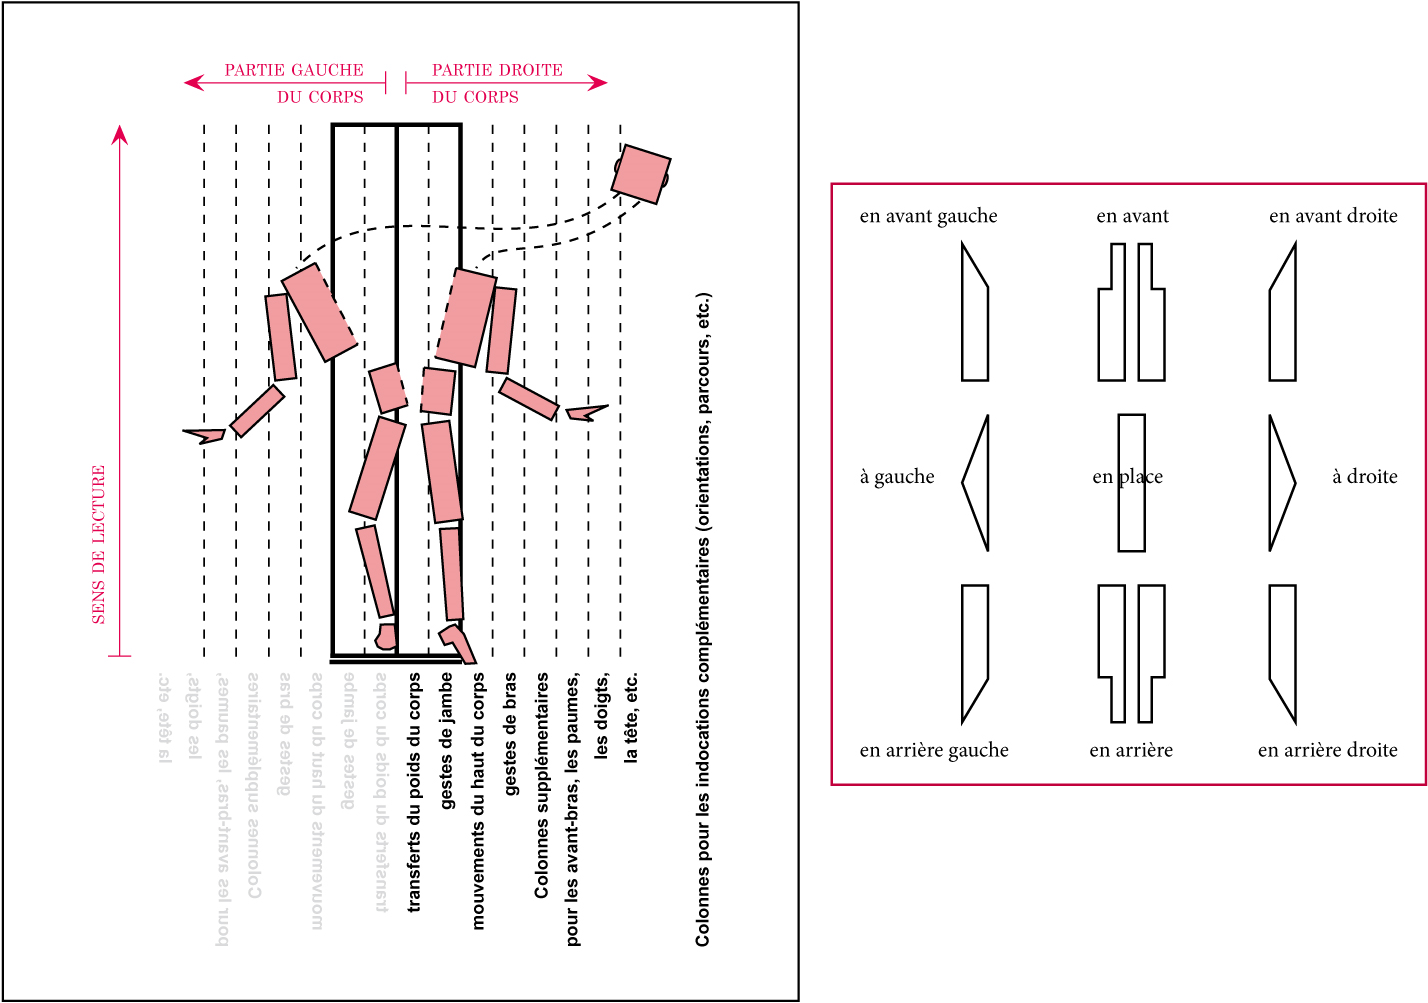 PARTIE GAUCHE
DU CORPS
PARTIE DROITE
DU CORPS
SENS DE LECTURE
la tête, etc.
les doigts,
pour les avant-bras, les paumes,
Colonnes supplémentaires
gestes de bras
mouvements du haut du corps
gestes de jambe
transferts du poids du corps
transferts du poids du corps
gestes de jambe
mouvements du haut du corps
gestes de bras
Colonnes supplémentaires
pour les avant-bras, les paumes,
les doigts,
la tête, etc.
Colonnes pour les indocations complémentaires (orientations, parcours, etc.)
en avant gauche
en avant
en avant droite
à gauche
en place
à droite
en arrière gauche
en arrière
en arrière droite